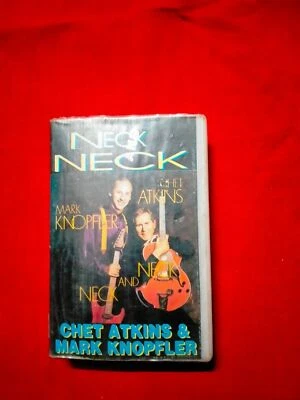 NECK
NECK
CHET
ATKINS
MARK
KNOPFLER
NECK
AND
NECK
CHET ATKINS &
MARK KNOPFLER